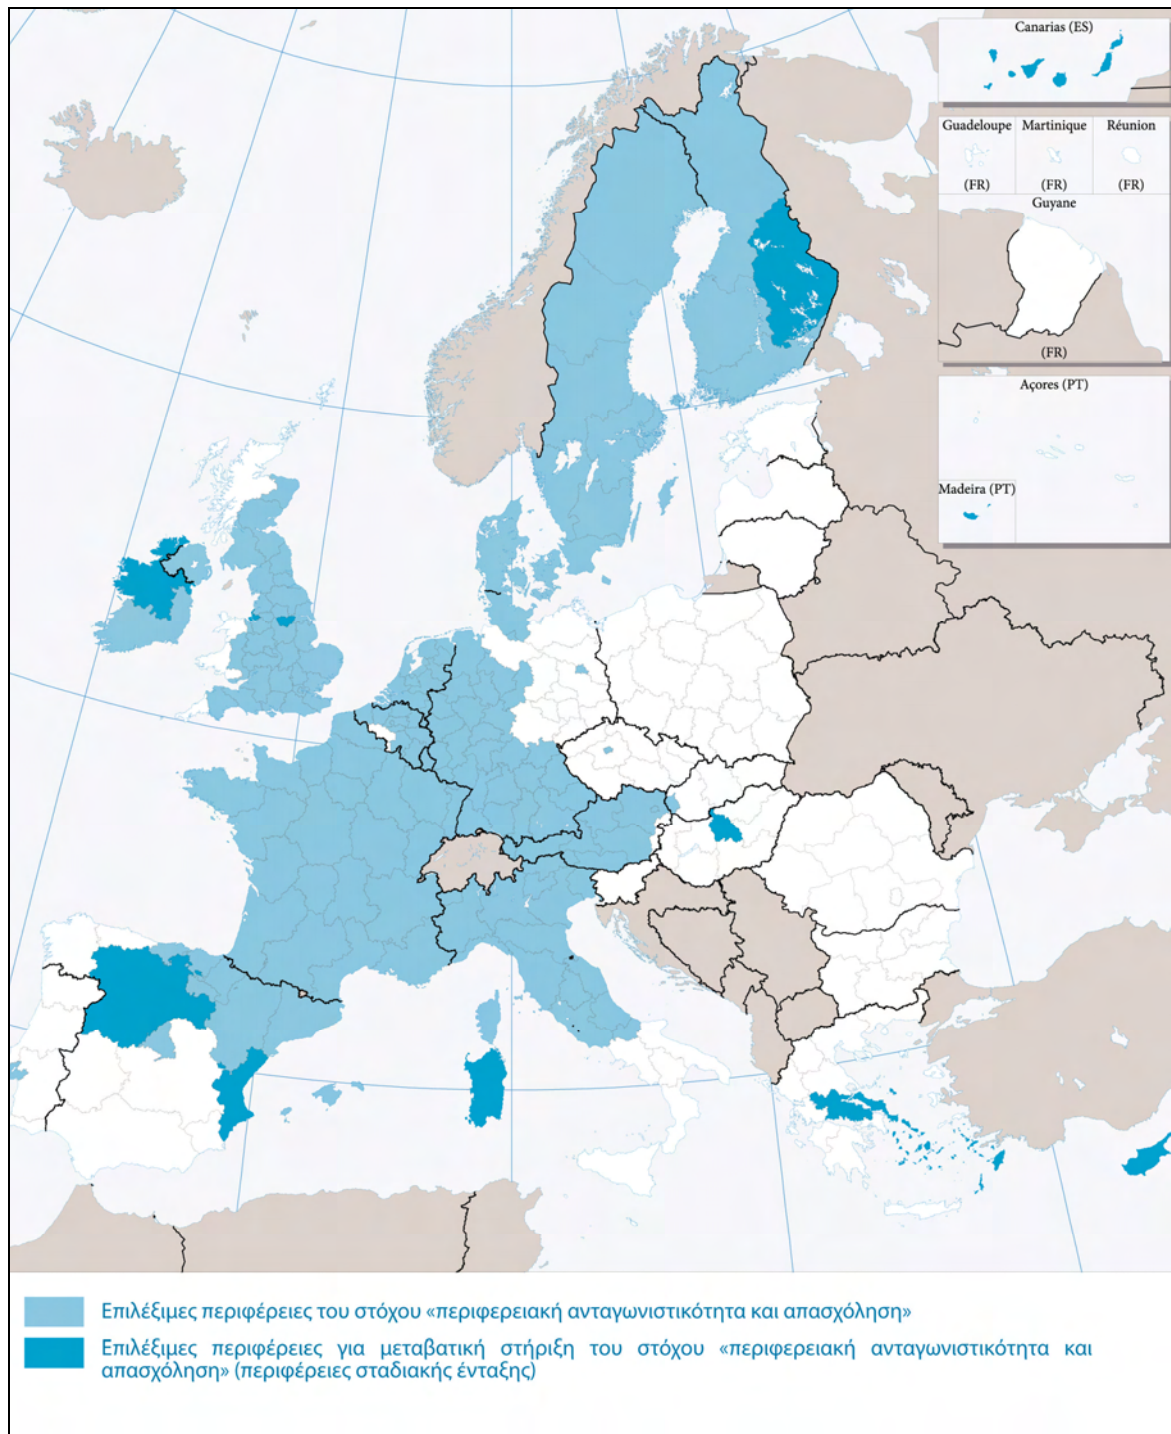 Canarias (ES)
Guadeloupe
Martinique
Réunion
(FR)
(FR)
(FR)
Guyane
(FR)
Açores (PT)
Madeira (PT)
Επιλέξιμες περιφέρειες του στόχου «περιφερειακή ανταγωνιστικότητα και απασχόληση»
Επιλέξιμες περιφέρειες για μεταβατική στήριξη του στόχου «περιφερειακή ανταγωνιστικότητα και
απασχόληση» (περιφέρειες σταδιακής ένταξης)